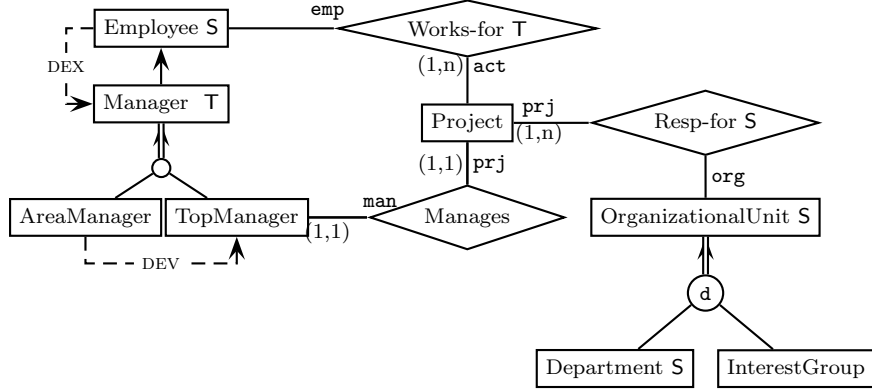 emp
Employee S
Works-for T
DEX
(1,n) act
Manager T
Project
prj
(1,n)
Resp-for S
(1,1) prj
man
org
AreaManager
TopManager
(1,1)
Manages
OrganizationalUnit S
DEV
d
Department S
InterestGroup